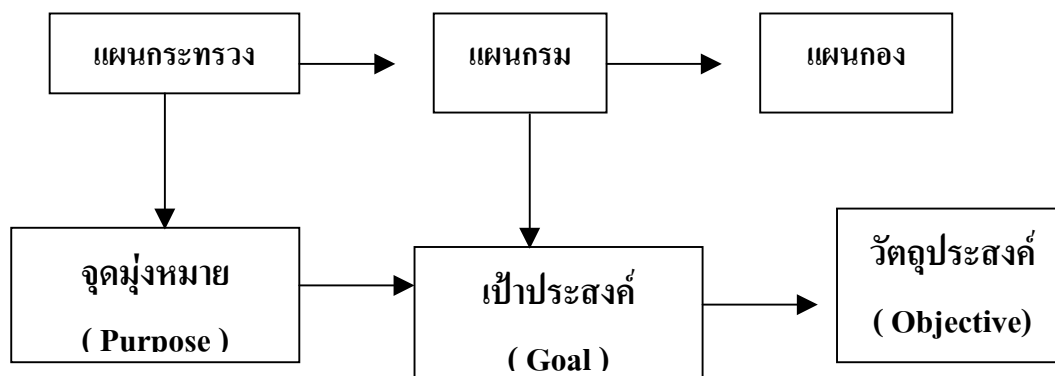 แผนกระทรวง
แผนกรม
แผนกอง
จุดมุ่งหมาย
( Purpose )
เป้าประสงค์
( Goal )
วัตถุประสงค์
( Objective)